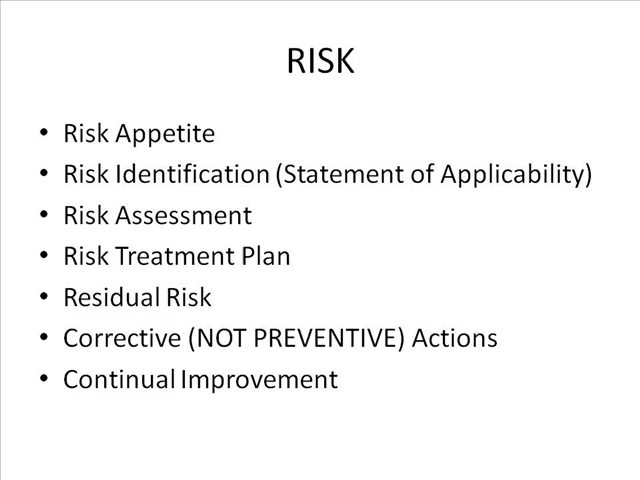 RISK
• Risk Appetite
• Risk Identification (Statement of Applicability)
• Risk Assessment
• Risk Treatment Plan
• Residual Risk
• Corrective (NOT PREVENTIVE) Actions
• Continual Improvement